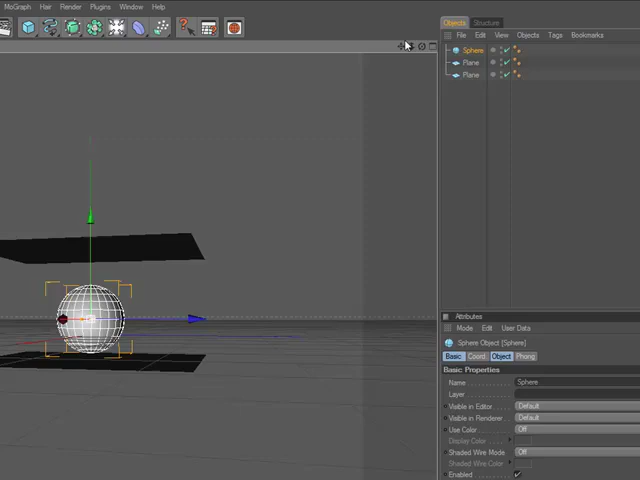 MoGraph Hair Render Plugins Window Help
Objects Structure
File Edit View Objects Tags Bookmarks
Sphere
Plane
Plane
Attributes
Mode Edit User Data
Sphere Object [Sphere]
Basic Coord Object Phong
Basic Properties
Name Sphere
Layer
Visible in Editor Default
Visible in Renderer Default
Use Color Off
Display Color
Shaded Wire Mode Off
Shaded Wire Color
Enabled